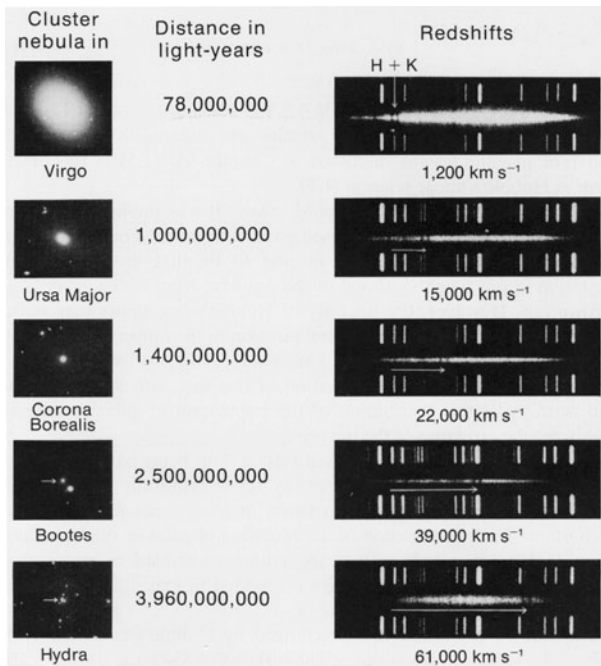 Cluster
nebula in
Distance in
light-years
Redshifts
H + K
78,000,000
Virgo
1,200 km s⁻¹
1,000,000,000
Ursa Major
15,000 km s⁻¹
1,400,000,000
Corona
Borealis
22,000 km s⁻¹
2,500,000,000
Bootes
39,000 km s⁻¹
3,960,000,000
Hydra
61,000 km s⁻¹